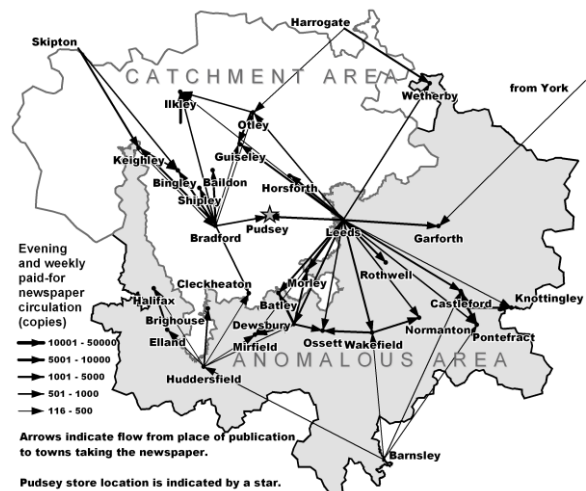 Harrogate
Skipton
CATCHMENT AREA
Wetherby
from York
Ilkley
Otley
Guiseley
Keighley
Bingley
Baildon
Horsforth
Shipley
Bradford
Pudsey
Leeds
Garforth
Evening
and weekly
paid-for
newspaper
circulation
(copies)
10001 - 50000
5001 - 10000
1001 - 5000
501 - 1000
116 - 500
Cleckheaton
Morley
Rothwell
Halifax
Batley
Castleford
Knottingley
Brighouse
Dewsbury
Elland
Mirfield
Ossett
Wakefield
Normanton
Pontefract
ANOMALOUS AREA
Huddersfield
Barnsley
Arrows indicate flow from place of publication
to towns taking the newspaper.
Pudsey store location is indicated by a star.